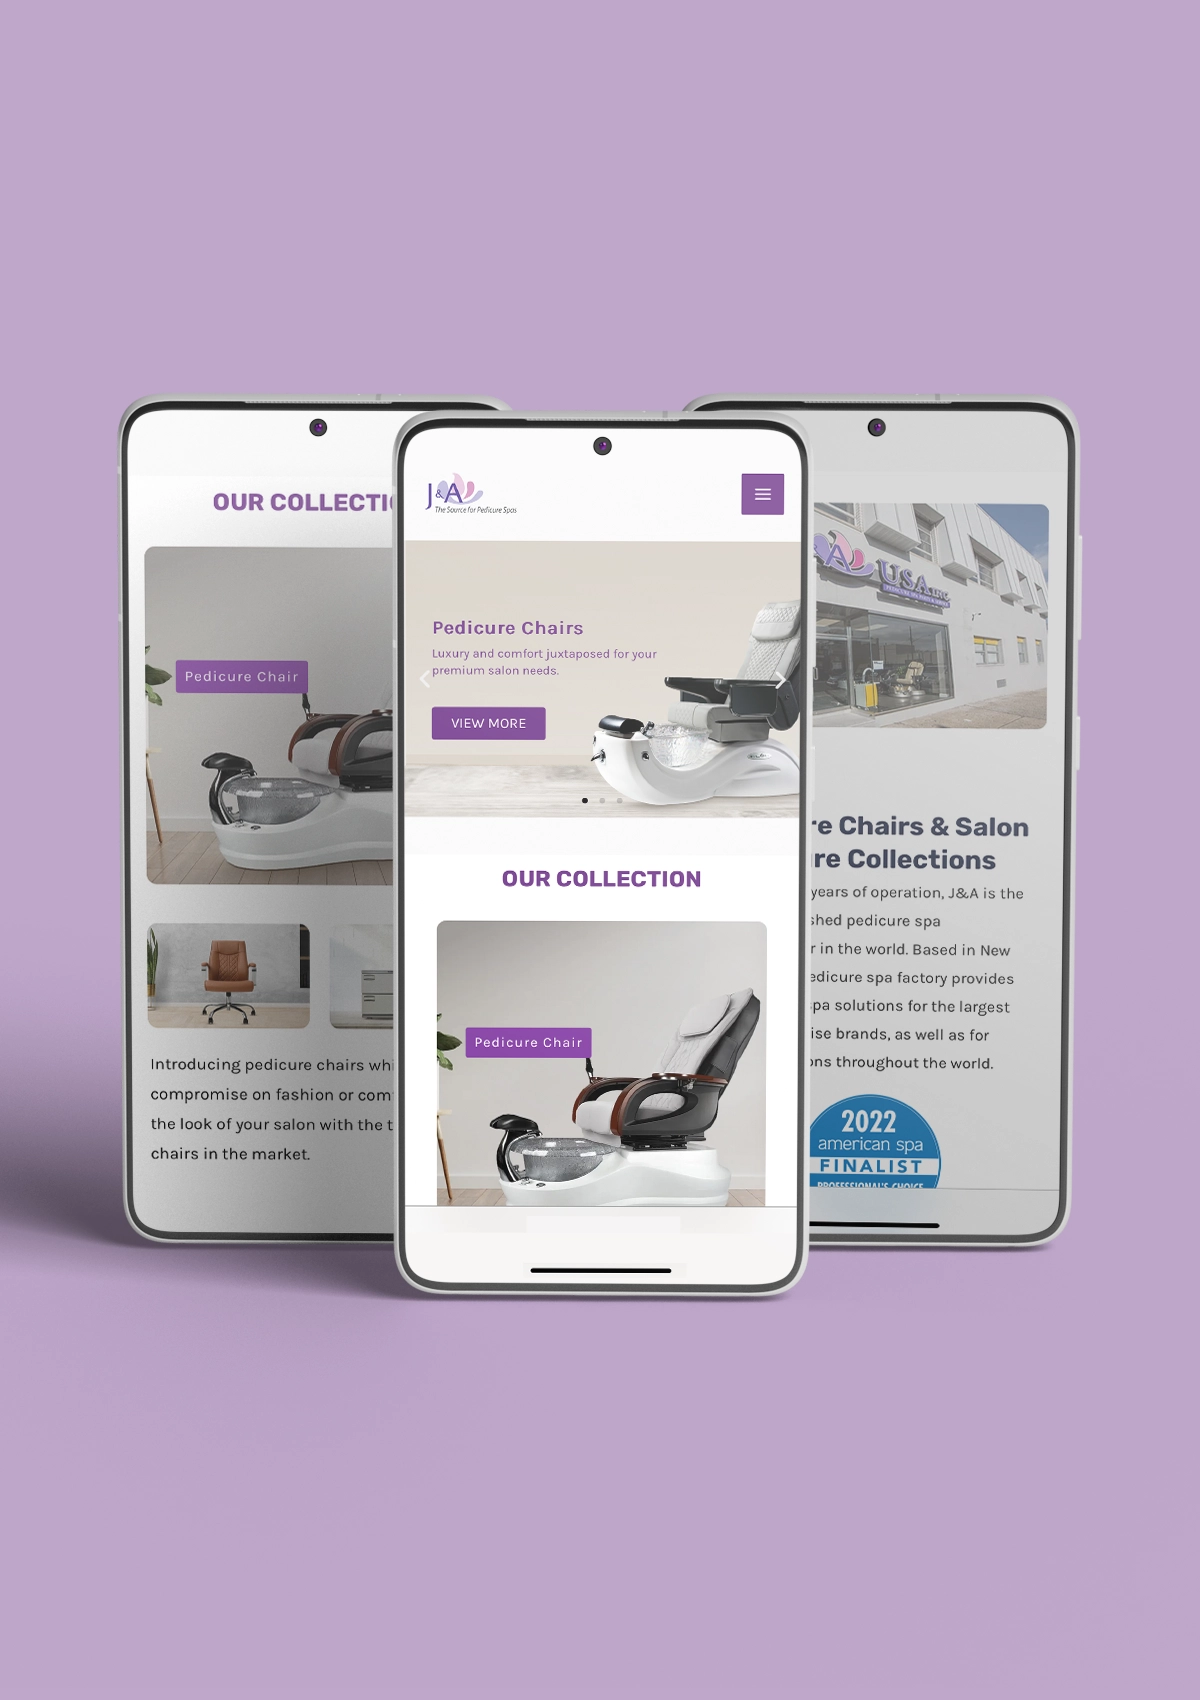 OUR COLLECTIO
Pedicure Chair
Introducing pedicure chairs whi
compromise on fashion or com
the look of your salon with the t
chairs in the market.
J&A
The Source for Pedicure Spas
Pedicure Chairs
Luxury and comfort juxtaposed for your
premium salon needs.
VIEW MORE
OUR COLLECTION
Pedicure Chair
&A USA INC
re Chairs & Salon
ure Collections
years of operation, J&A is the
shed pedicure spa
r in the world. Based in New
edicure spa factory provides
spa solutions for the largest
ise brands, as well as for
ons throughout the world.
2022
american spa
FINALIST
PROFESSIONAL'S CHOICE